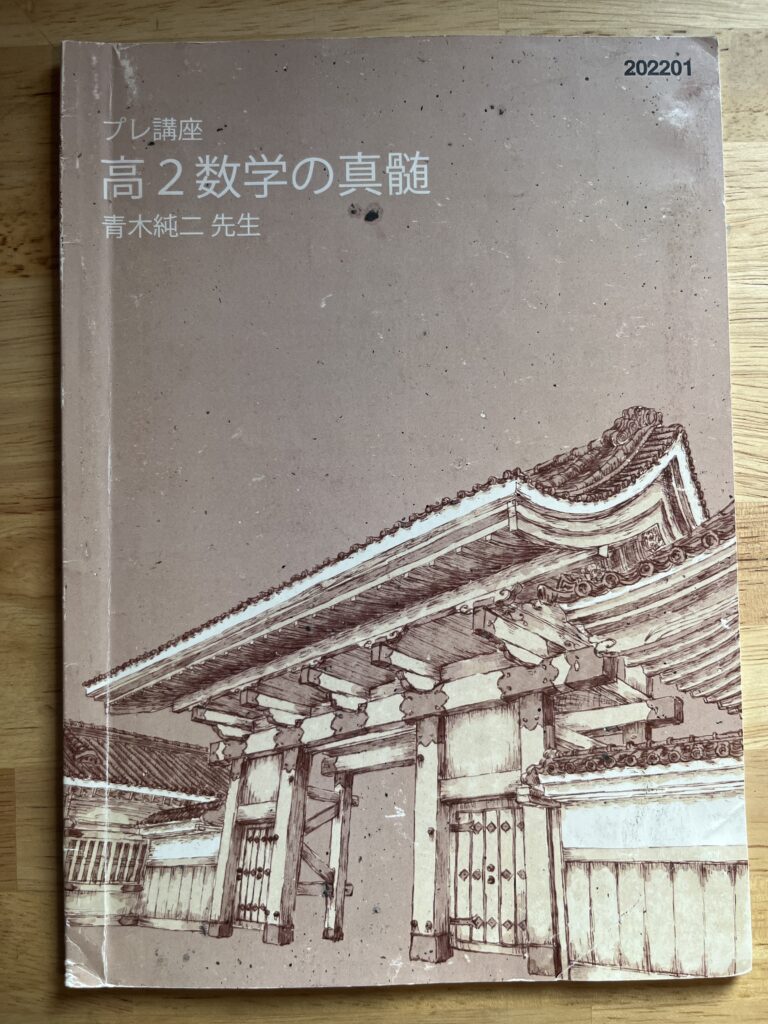 202201
プレ講座
高２数学の真髄
青木純二 先生